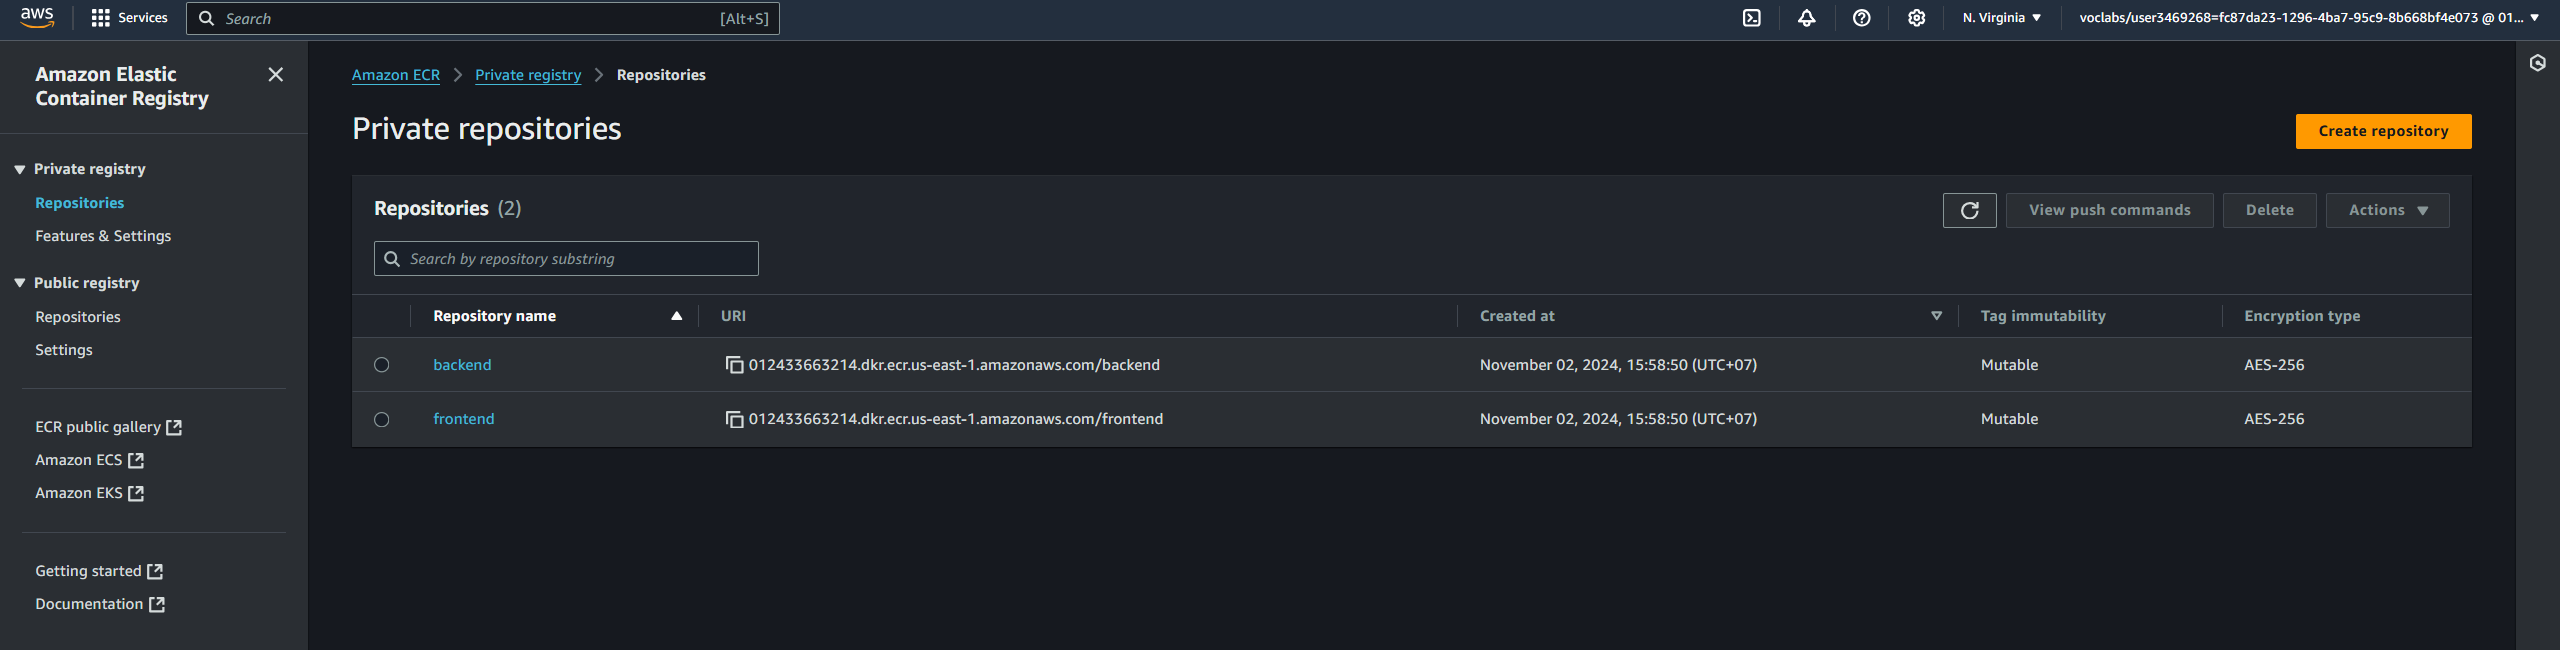 aws
Services
Search
[Alt+S]
N. Virginia
voclabs/user3469268=fc87da23-1296-4ba7-95c9-8b668bf4e073 @ 01...
Amazon Elastic
Container Registry
Private registry
Repositories
Features & Settings
Public registry
Repositories
Settings
ECR public gallery
Amazon ECS
Amazon EKS
Getting started
Documentation
Amazon ECR > Private registry > Repositories
Private repositories
Create repository
Repositories (2)
View push commands
Delete
Actions
Search by repository substring
Repository name URI Created at Tag immutability Encryption type
backend 012433663214.dkr.ecr.us-east-1.amazonaws.com/backend November 02, 2024, 15:58:50 (UTC+07) Mutable AES-256
frontend 012433663214.dkr.ecr.us-east-1.amazonaws.com/frontend November 02, 2024, 15:58:50 (UTC+07) Mutable AES-256